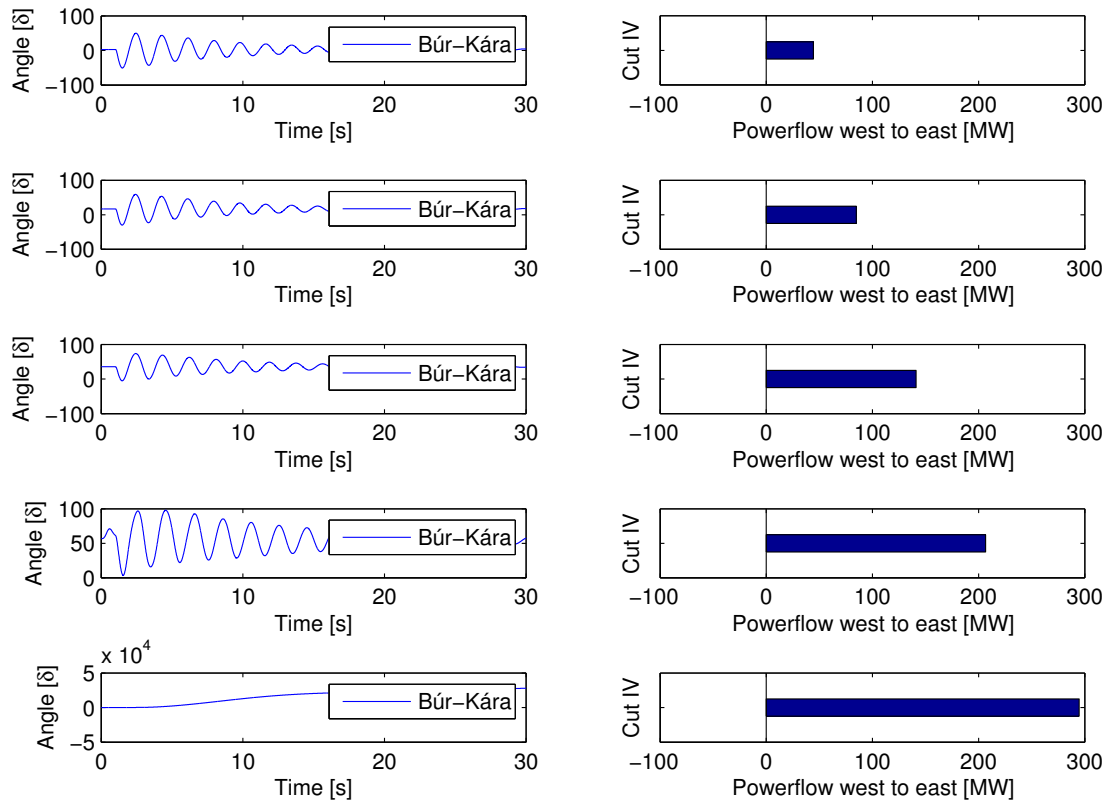 100
0
−100
Angle [δ]
Búr−Kára
0 10 20 30
Time [s]
Cut IV
−100 0 100 200 300
Powerflow west to east [MW]
100
0
−100
Angle [δ]
Búr−Kára
0 10 20 30
Time [s]
Cut IV
−100 0 100 200 300
Powerflow west to east [MW]
100
0
−100
Angle [δ]
Búr−Kára
0 10 20 30
Time [s]
Cut IV
−100 0 100 200 300
Powerflow west to east [MW]
100
50
0
Angle [δ]
Búr−Kára
0 10 20 30
Time [s]
Cut IV
−100 0 100 200 300
Powerflow west to east [MW]
x 10⁴
5
0
−5
Angle [δ]
Búr−Kára
0 10 20 30
Time [s]
Cut IV
−100 0 100 200 300
Powerflow west to east [MW]